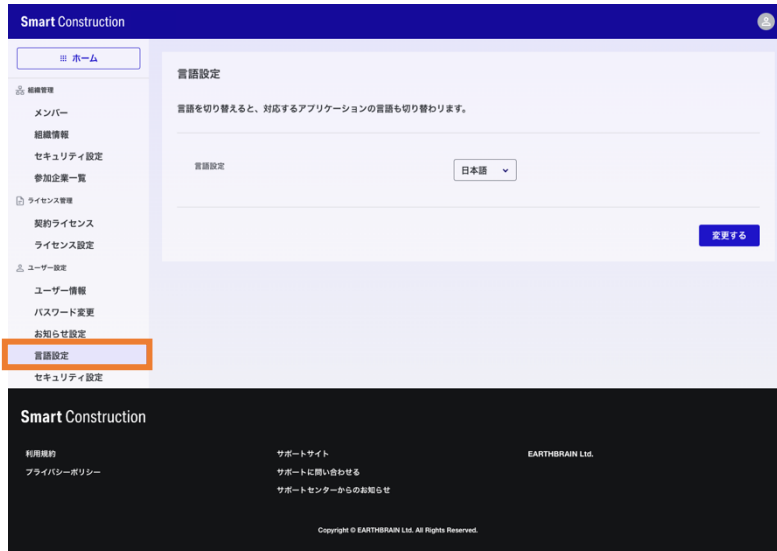 Smart Construction
ホーム
組織管理
メンバー
組織情報
セキュリティ設定
参加企業一覧
ライセンス管理
契約ライセンス
ライセンス設定
ユーザー設定
ユーザー情報
パスワード変更
お知らせ設定
言語設定
セキュリティ設定
言語設定
言語を切り替えると、対応するアプリケーションの言語も切り替わります。
言語設定
日本語
変更する
Smart Construction
利用規約
プライバシーポリシー
サポートサイト
サポートに問い合わせる
サポートセンターからのお知らせ
EARTHBRAIN Ltd.
Copyright © EARTHBRAIN Ltd. All Rights Reserved.